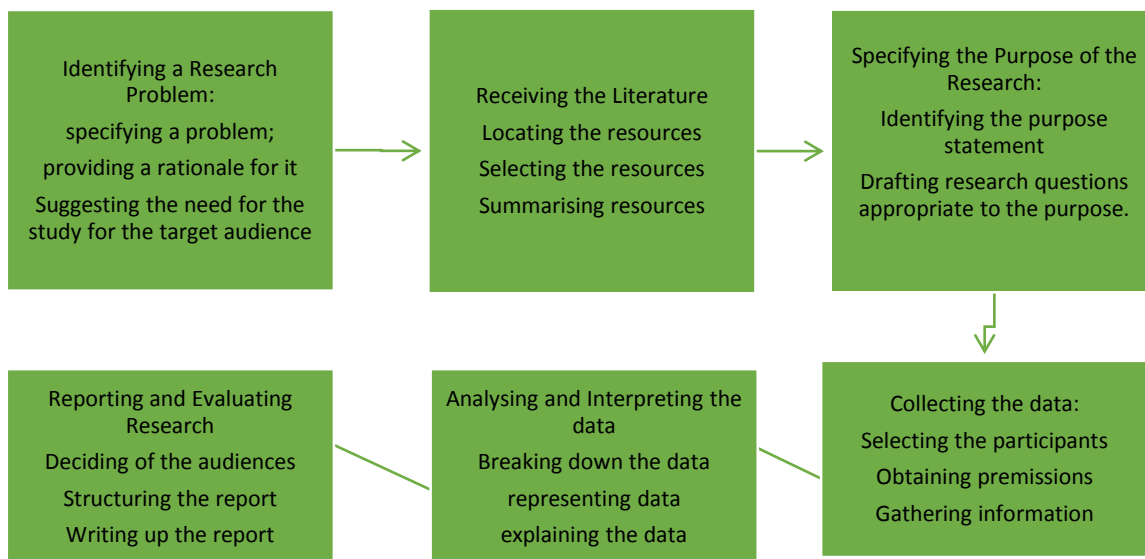 Identifying a Research
Problem:
specifying a problem;
providing a rationale for it
Suggesting the need for the
study for the target audience
Receiving the Literature
Locating the resources
Selecting the resources
Summarising resources
Specifying the Purpose of the
Research:
Identifying the purpose
statement
Drafting research questions
appropriate to the purpose.
Collecting the data:
Selecting the participants
Obtaining premissions
Gathering information
Analysing and Interpreting the
data
Breaking down the data
representing data
explaining the data
Reporting and Evaluating
Research
Deciding of the audiences
Structuring the report
Writing up the report